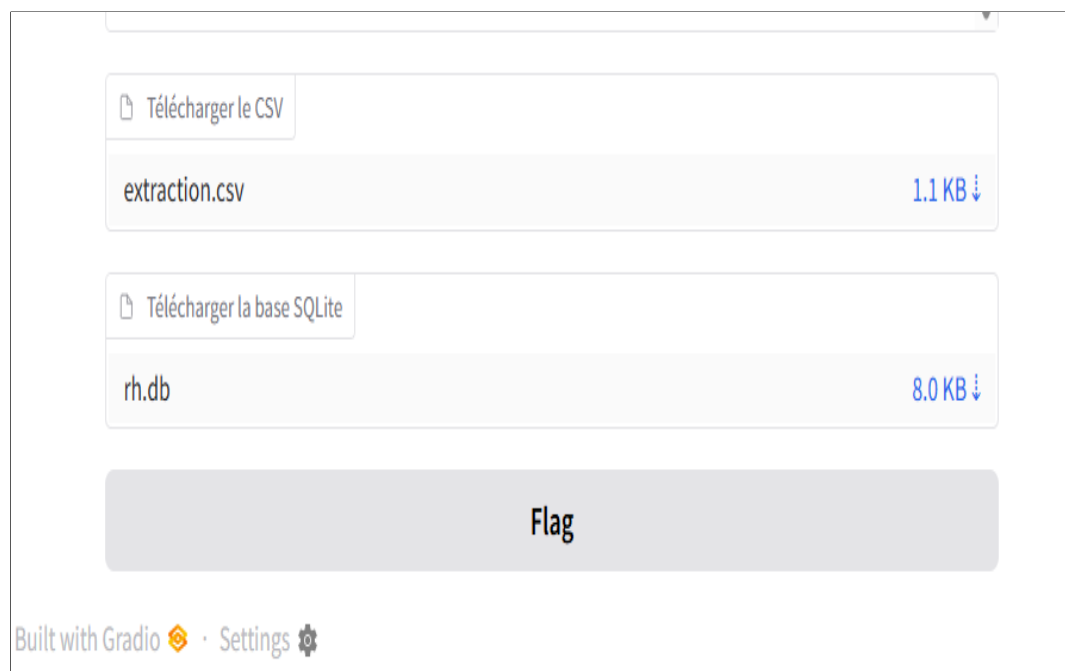 Télécharger le CSV
extraction.csv 1.1 KB ⇣
Télécharger la base SQLite
rh.db 8.0 KB ⇣
Flag
Built with Gradio · Settings